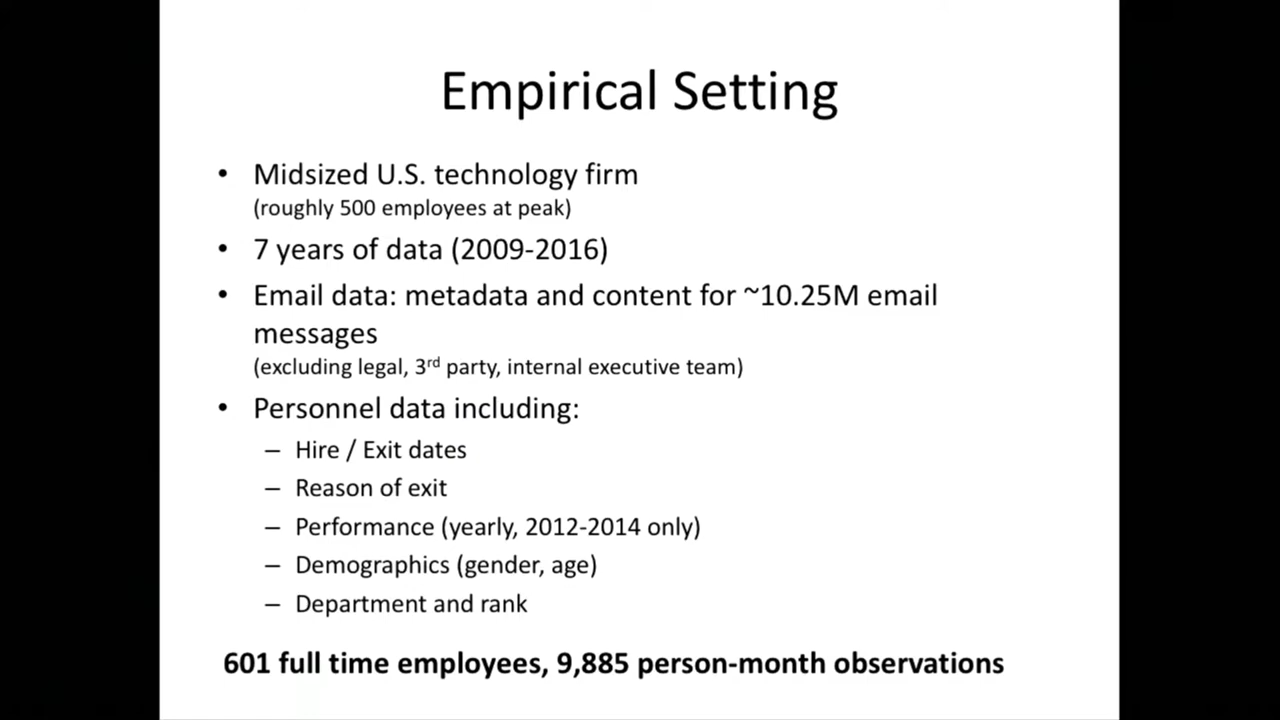 Empirical Setting
• Midsized U.S. technology firm
(roughly 500 employees at peak)
• 7 years of data (2009-2016)
• Email data: metadata and content for ~10.25M email
messages
(excluding legal, 3rd party, internal executive team)
• Personnel data including:
– Hire / Exit dates
– Reason of exit
– Performance (yearly, 2012-2014 only)
– Demographics (gender, age)
– Department and rank
601 full time employees, 9,885 person-month observations